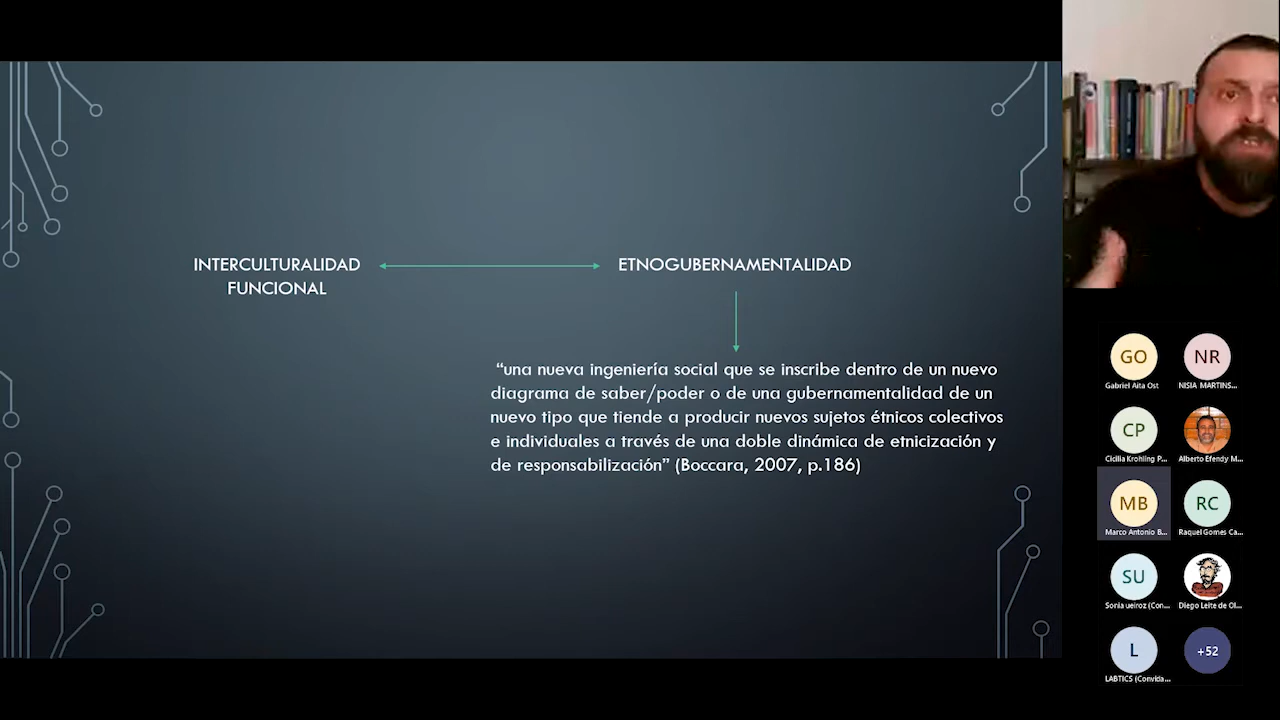 INTERCULTURALIDAD
FUNCIONAL
ETNOGUBERNAMENTALIDAD
“una nueva ingeniería social que se inscribe dentro de un nuevo
diagrama de saber/poder o de una gubernamentalidad de un
nuevo tipo que tiende a producir nuevos sujetos étnicos colectivos
e individuales a través de una doble dinámica de etnicización y
de responsabilización” (Boccara, 2007, p.186)
GO
NR
Gabriel Aita Ost
NISIA MARTINS...
CP
Cicilia Krohling P...
Alberto Efendy M...
MB
RC
Marco Antonio B...
Raquel Gomes Ca...
SU
Sonia ueiroz (Con...
Diego Leite de Ol...
L
+52
LABTICS (Convida...